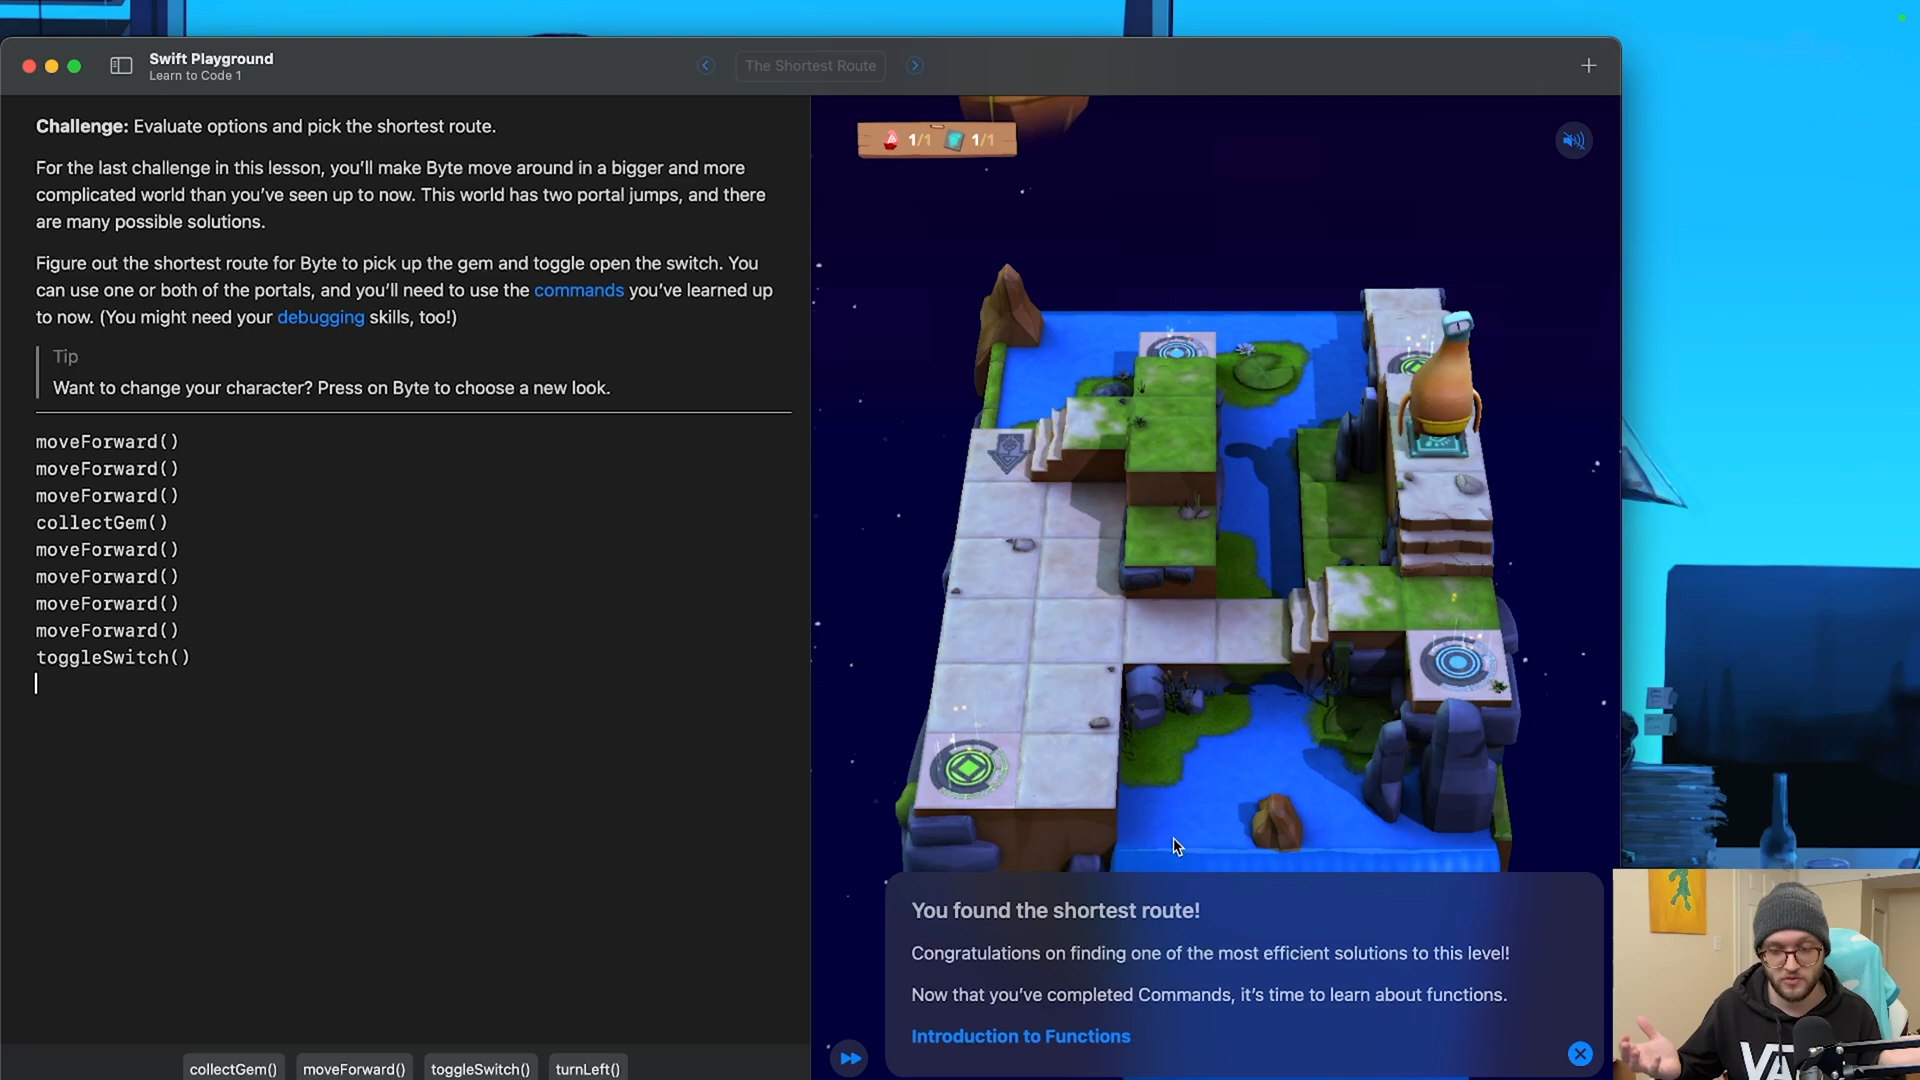 Swift Playground
Learn to Code 1
The Shortest Route
Challenge: Evaluate options and pick the shortest route.
For the last challenge in this lesson, you’ll make Byte move around in a bigger and more
complicated world than you’ve seen up to now. This world has two portal jumps, and there
are many possible solutions.
Figure out the shortest route for Byte to pick up the gem and toggle open the switch. You
can use one or both of the portals, and you’ll need to use the commands you’ve learned up
to now. (You might need your debugging skills, too!)
Tip
Want to change your character? Press on Byte to choose a new look.
moveForward()
moveForward()
moveForward()
collectGem()
moveForward()
moveForward()
moveForward()
moveForward()
toggleSwitch()
collectGem() moveForward() toggleSwitch() turnLeft()
1/1 1/1
You found the shortest route!
Congratulations on finding one of the most efficient solutions to this level!
Now that you’ve completed Commands, it’s time to learn about functions.
Introduction to Functions